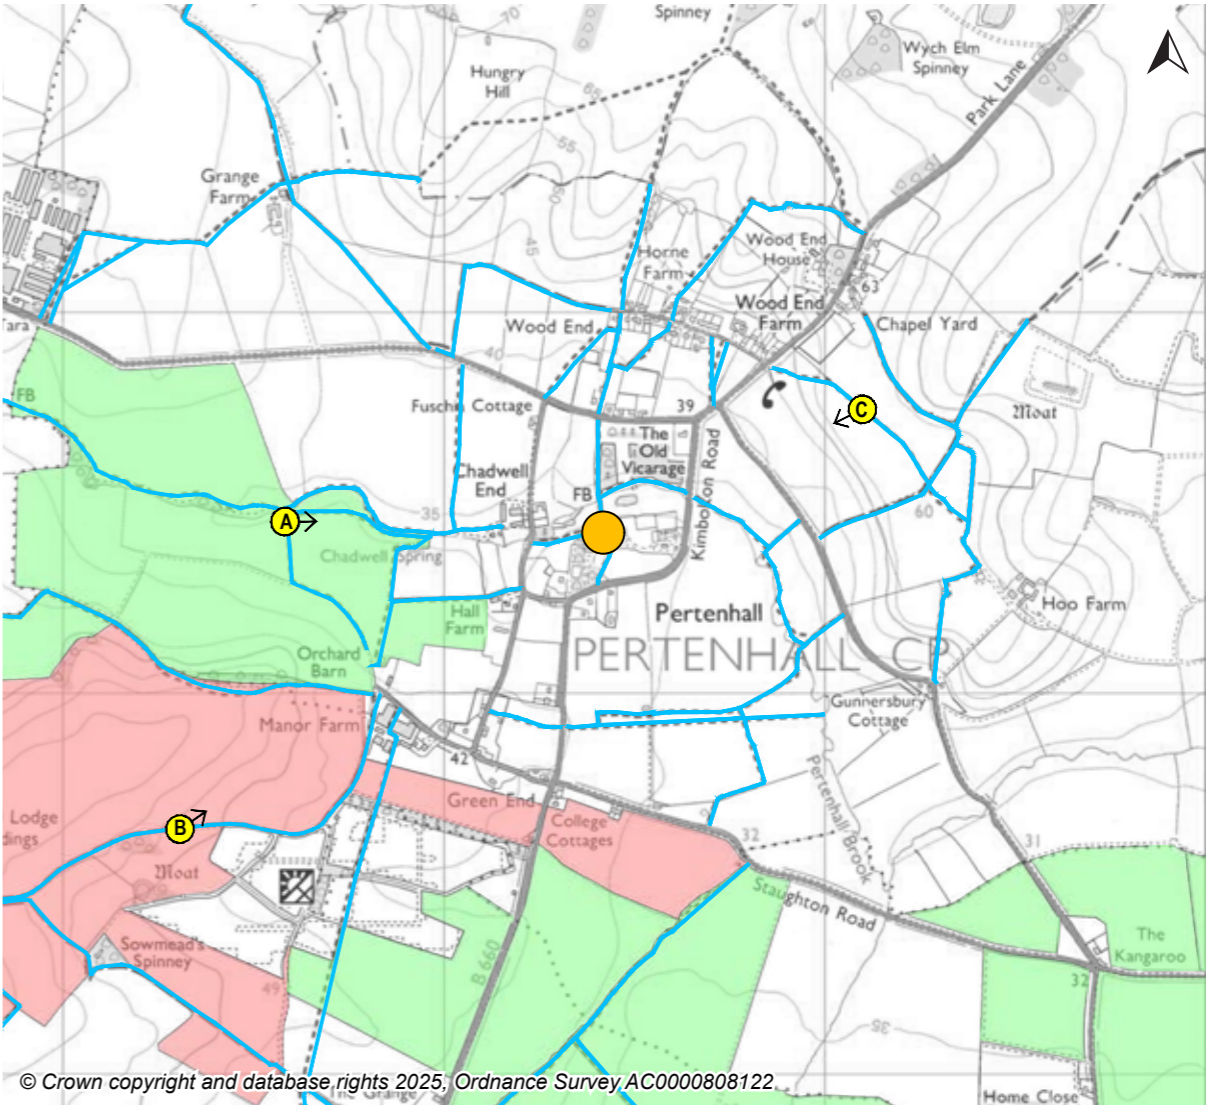 70
Spinney
Wych Elm
Spinney
Hungry
Hill
65
Park Lane
55
60
Grange
Farm
45
Horne
Farm
Wood End
House
63
Wood End
Farm
Chapel Yard
Tara
Wood End
40
FB
Fuschia Cottage
39
C
Moat
The
Old
Vicarage
Kimbolton Road
Chadwell
End
FB
35
A
60
Chadwell Spring
Hoo Farm
Hall
Farm
Pertenhall
PERTENHALL CP
Orchard
Barn
Gunnersbury
Cottage
Manor Farm
42
Pertenhall Brook
Green End
College
Cottages
Lodge
dings
B
32
31
Moat
Staughton Road
Sowmead's
Spinney
B 660
The
Kangaroo
49
32
35
© Crown copyright and database rights 2025, Ordnance Survey AC0000808122
The Grange
Home Close